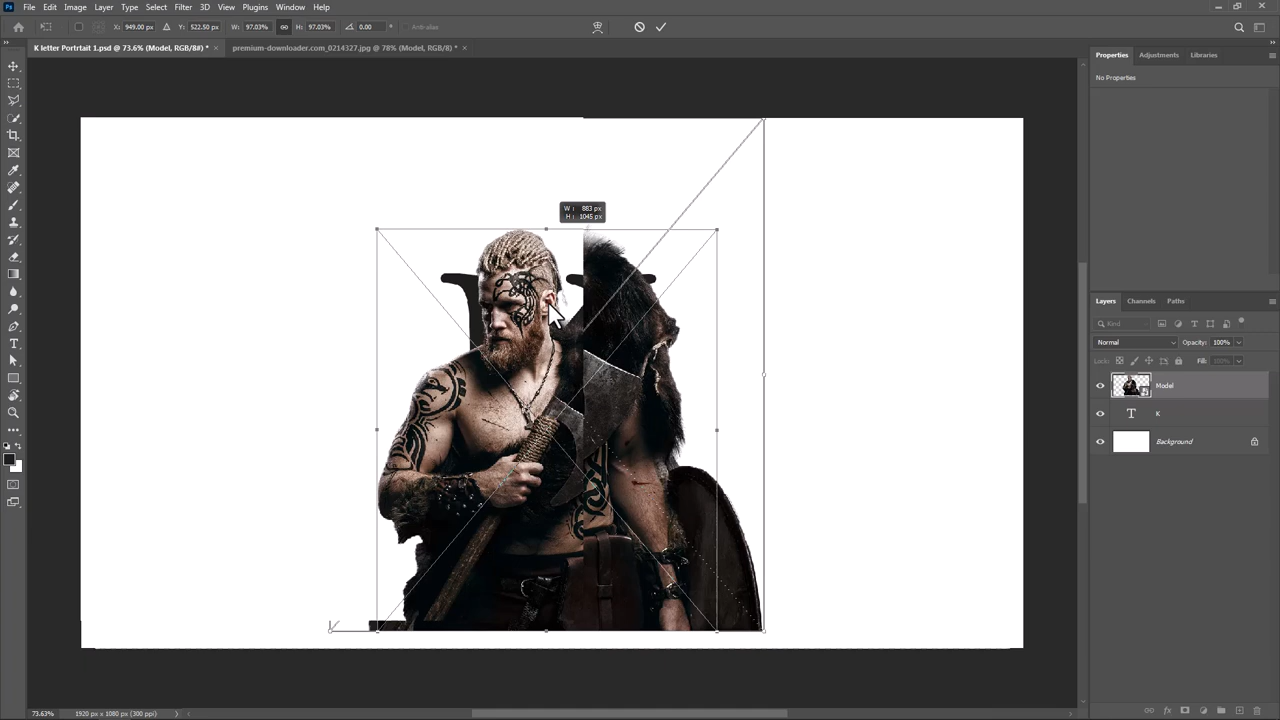 File Edit Image Layer Type Select Filter 3D View Plugins Window Help
X: 949.00 px Y: 522.50 px W: 97.03% H: 97.03% 0.00 ° Anti-alias
K letter Portrtait 1.psd @ 73.6% (Model, RGB/8#) * × premium-downloader.com_0214327.jpg @ 78% (Model, RGB/8) * ×
Properties Adjustments Libraries
No Properties
W: 883 px
H: 1045 px
Layers Channels Paths
Kind
Normal Opacity: 100%
Lock: Fill: 100%
Model
K
Background
73.63% 1920 px x 1080 px (300 ppi)